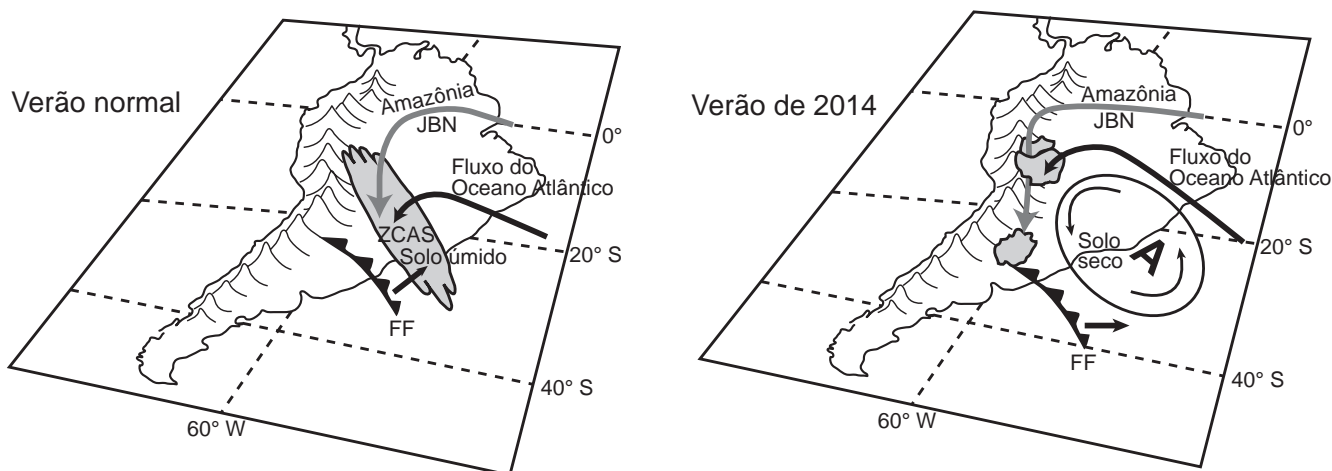 Verão normal
Amazônia
JBN
0°
Fluxo do
Oceano Atlântico
ZCAS
Solo úmido
20° S
FF
40° S
60° W
Verão de 2014
Amazônia
JBN
0°
Fluxo do
Oceano Atlântico
20° S
Solo
seco
A
FF
40° S
60° W